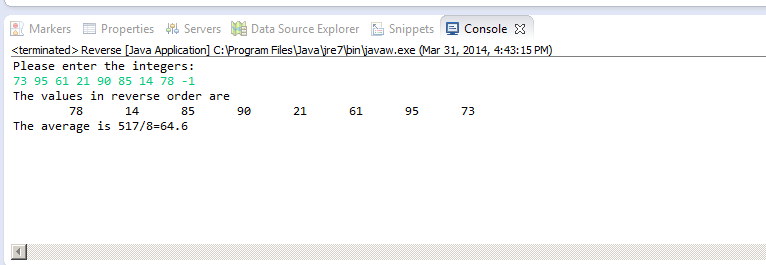 Markers Properties Servers Data Source Explorer Snippets Console
<terminated> Reverse [Java Application] C:\Program Files\Java\jre7\bin\javaw.exe (Mar 31, 2014, 4:43:15 PM)
Please enter the integers:
73 95 61 21 90 85 14 78 -1
The values in reverse order are
78 14 85 90 21 61 95 73
The average is 517/8=64.6